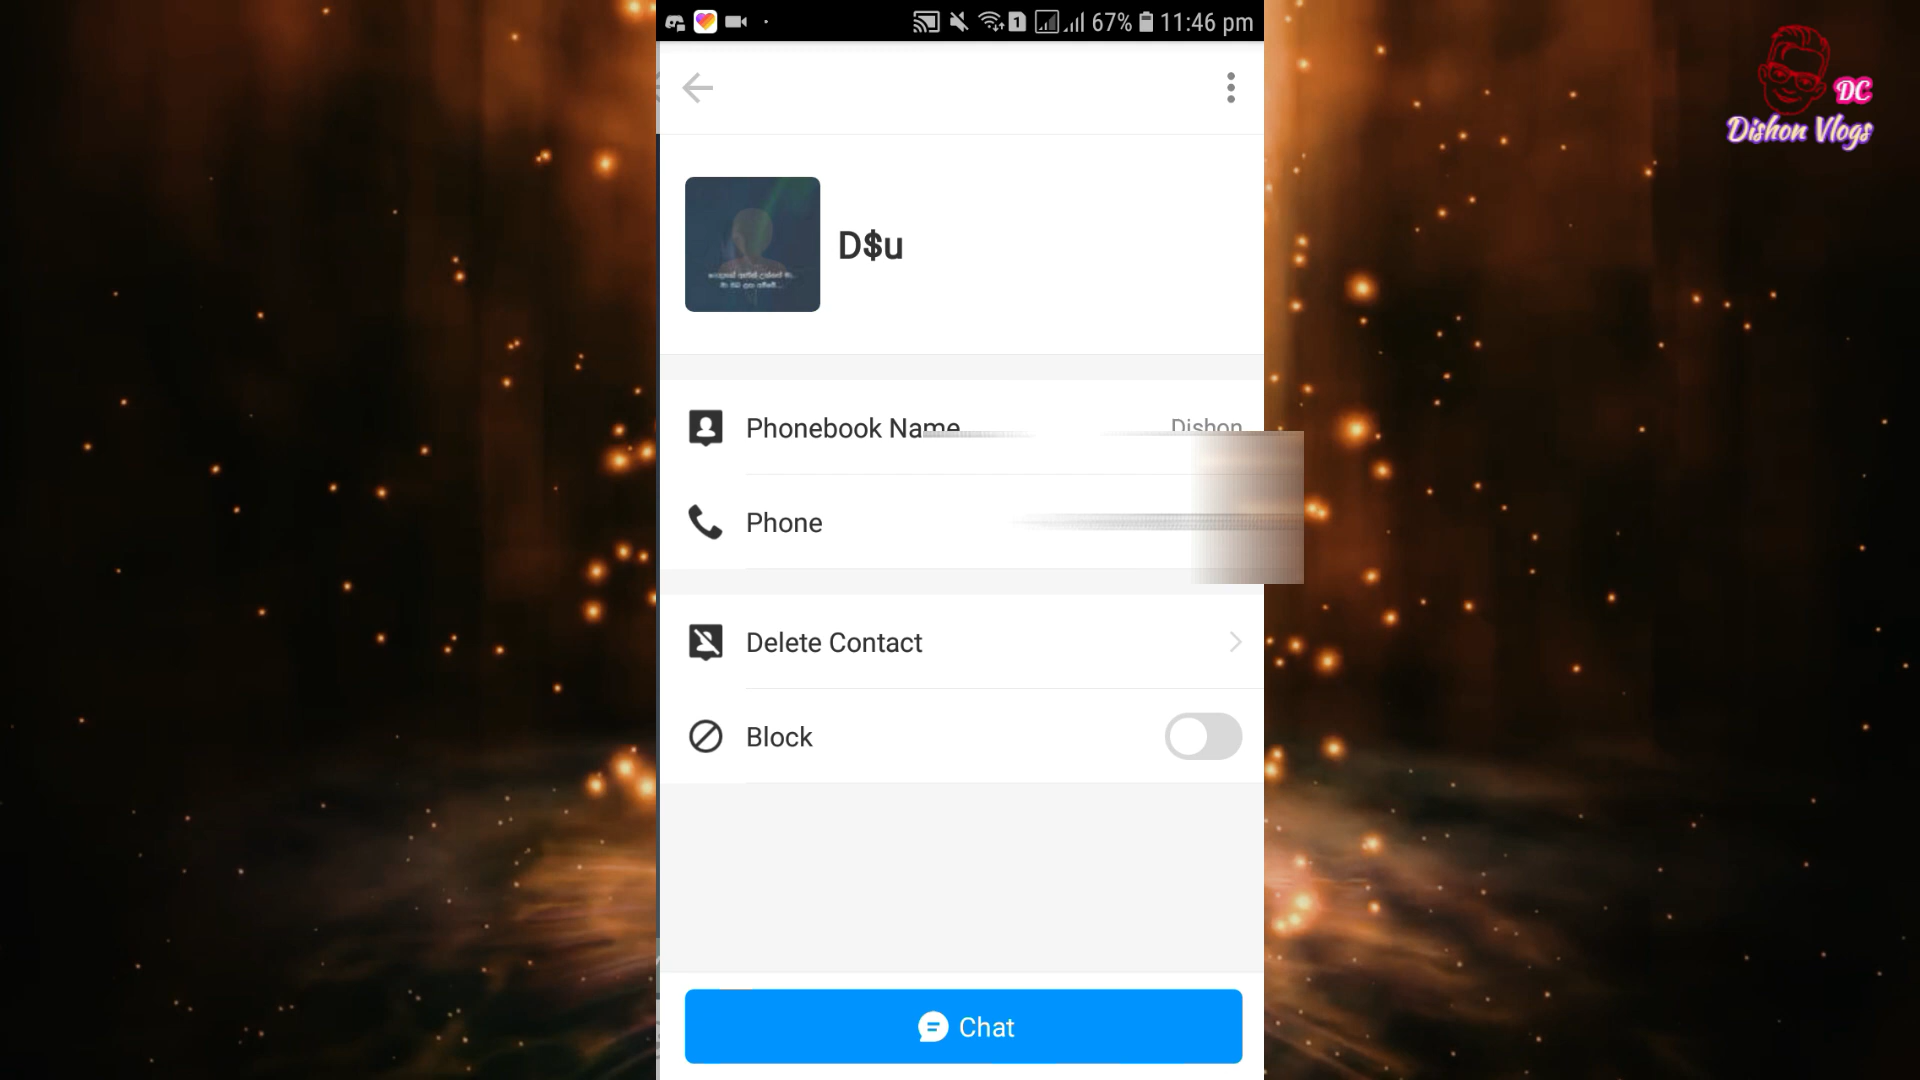 67% 11:46 pm
DC
Dishon Vlogs
D$u
Phonebook Name
Dishon
Phone
Delete Contact
Block
Chat